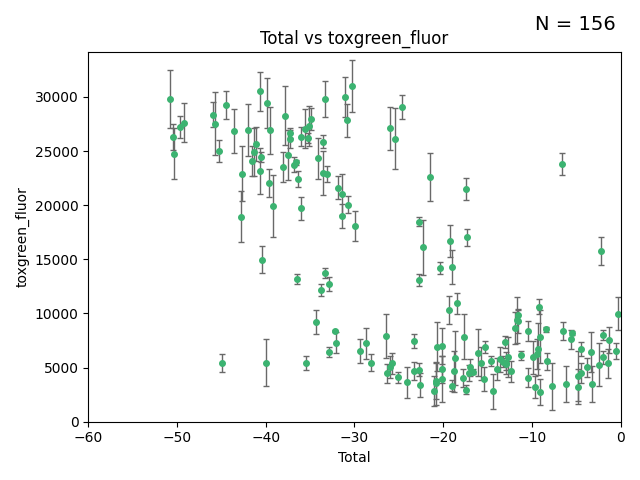 N = 156
Total vs toxgreen_fluor
30000
25000
20000
15000
10000
5000
0
toxgreen_fluor
−60 −50 −40 −30 −20 −10 0
Total